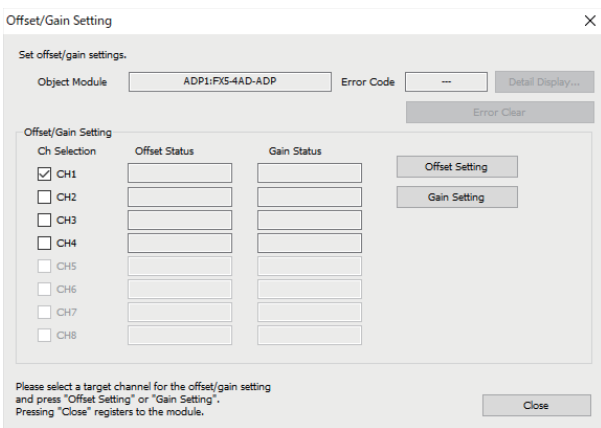 Offset/Gain Setting
Set offset/gain settings.
Object Module ADP1:FX5-4AD-ADP Error Code --- Detail Display...
Error Clear
Offset/Gain Setting
Ch Selection Offset Status Gain Status
CH1 Offset Setting
CH2 Gain Setting
CH3
CH4
CH5
CH6
CH7
CH8
Please select a target channel for the offset/gain setting
and press "Offset Setting" or "Gain Setting".
Pressing "Close" registers to the module.
Close